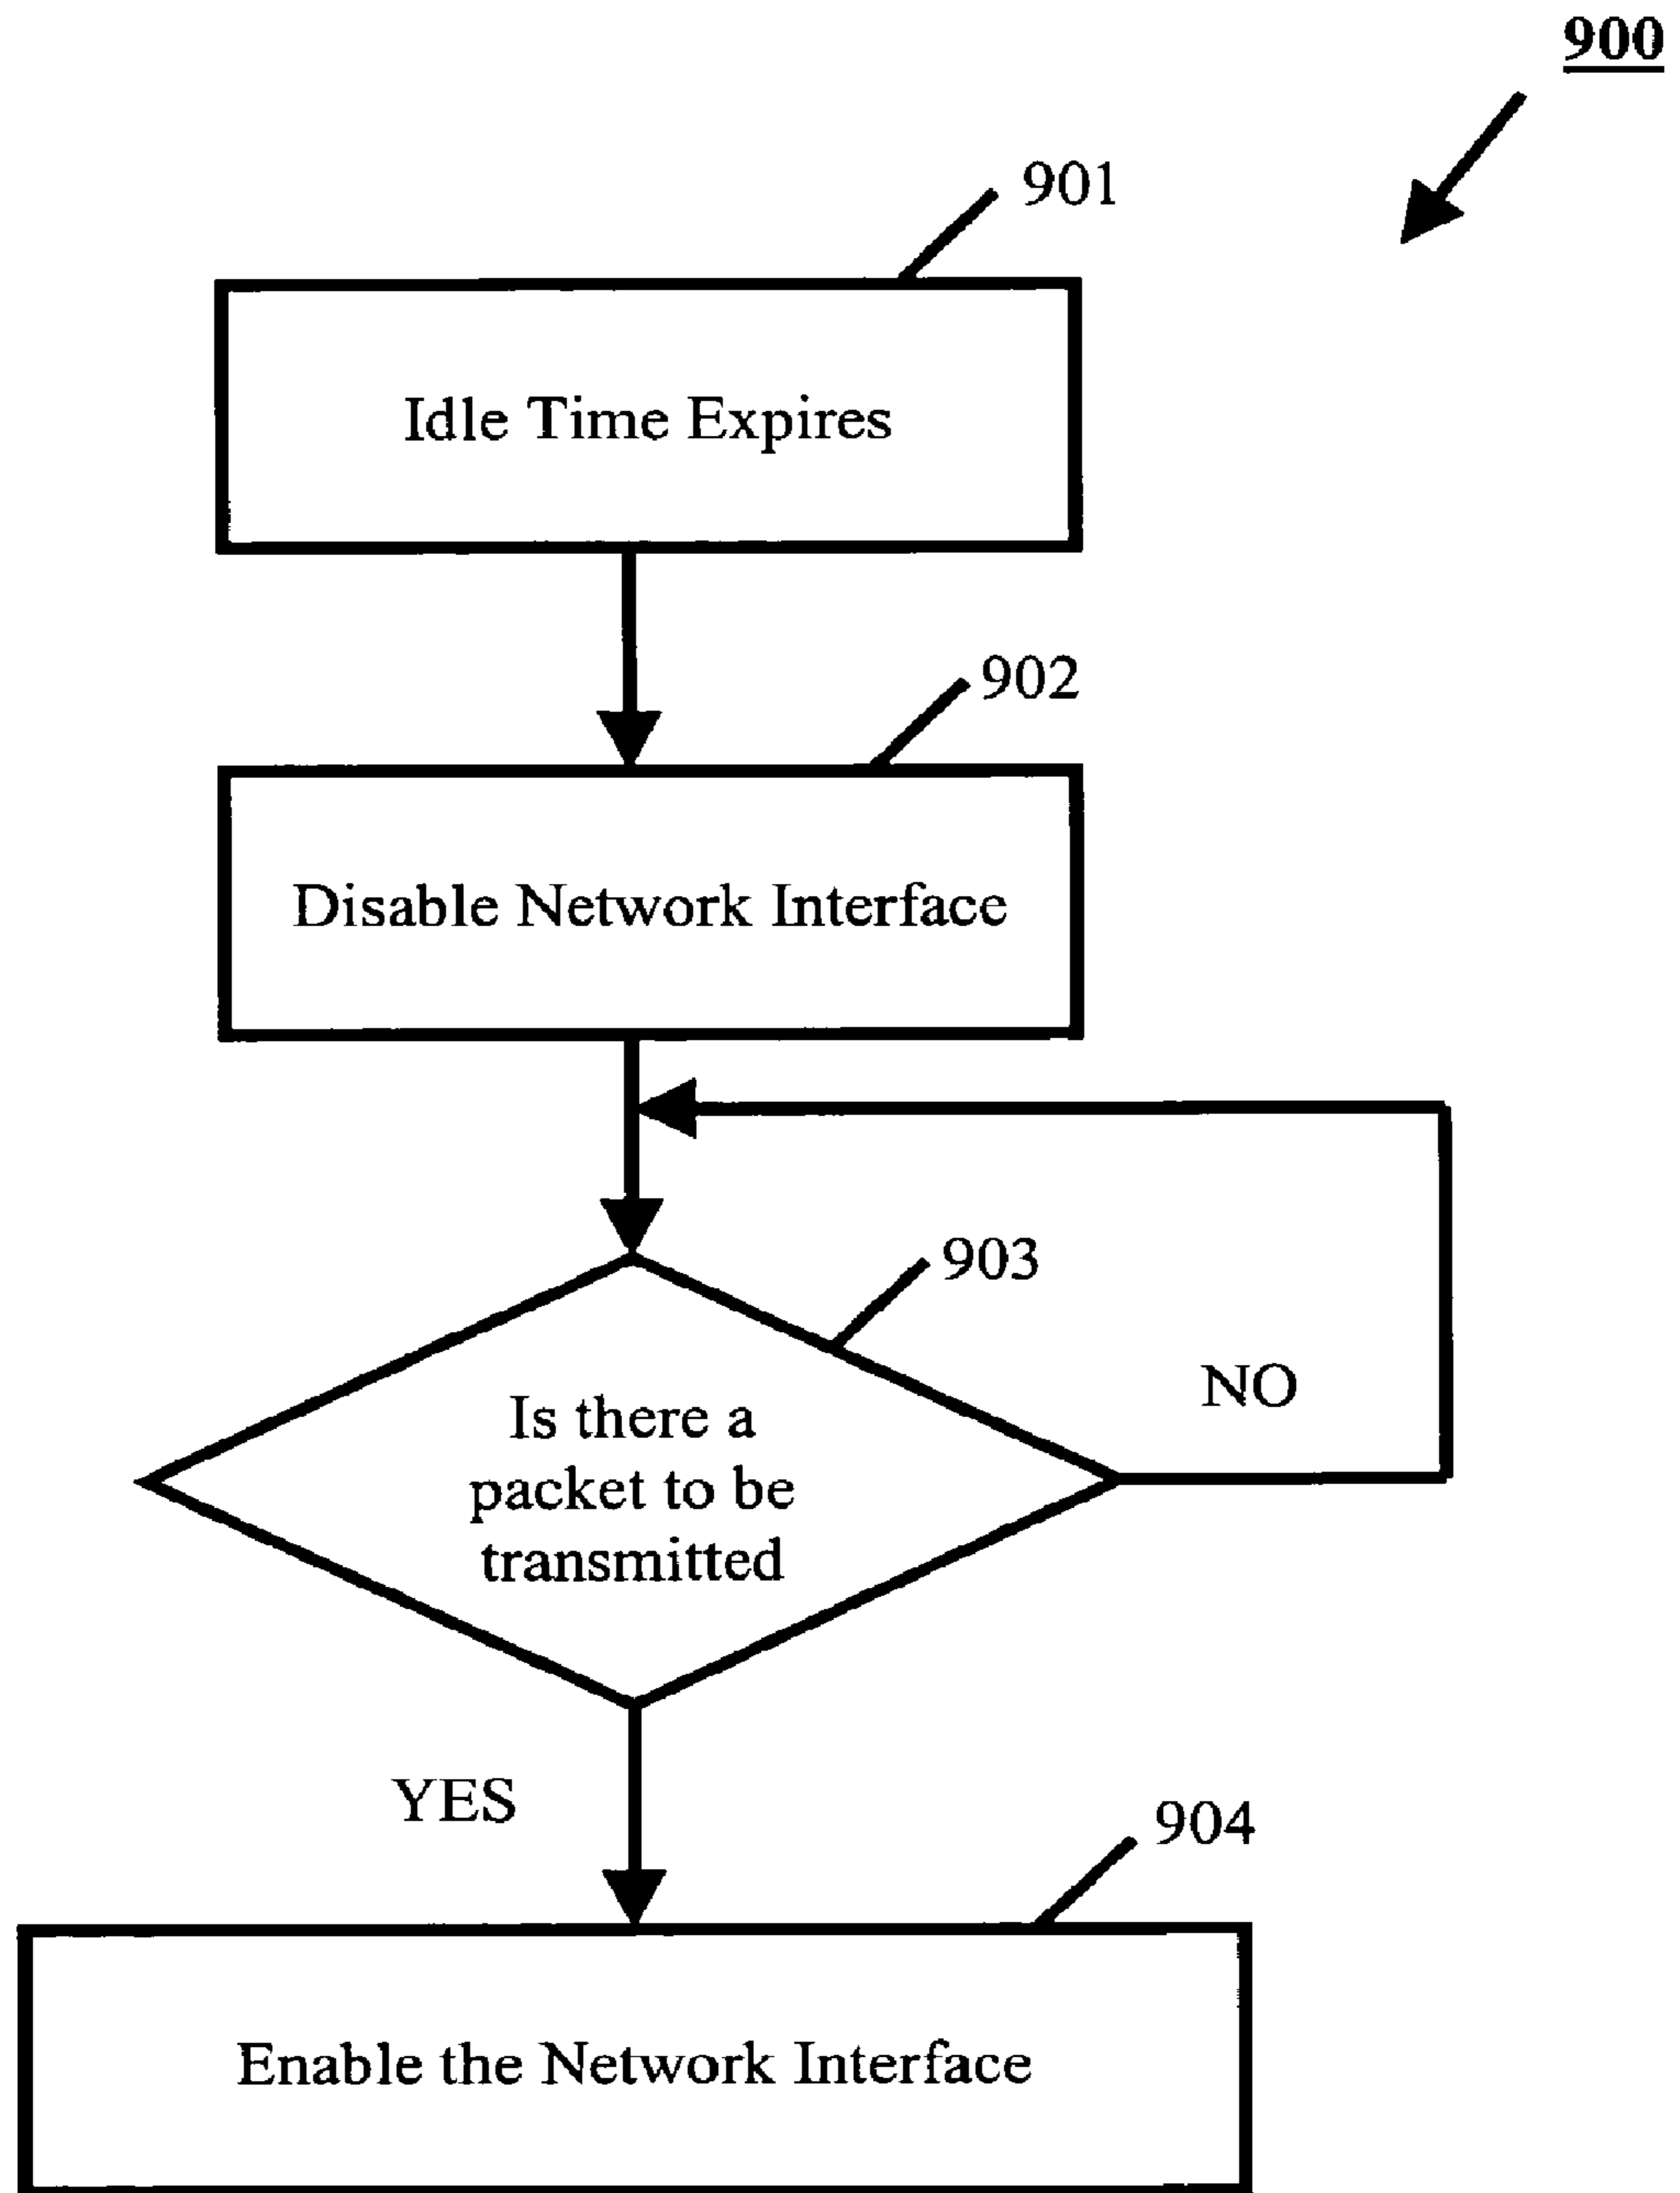 900
901
Idle Time Expires
902
Disable Network Interface
903
NO
Is there a
packet to be
transmitted
YES
904
Enable the Network Interface